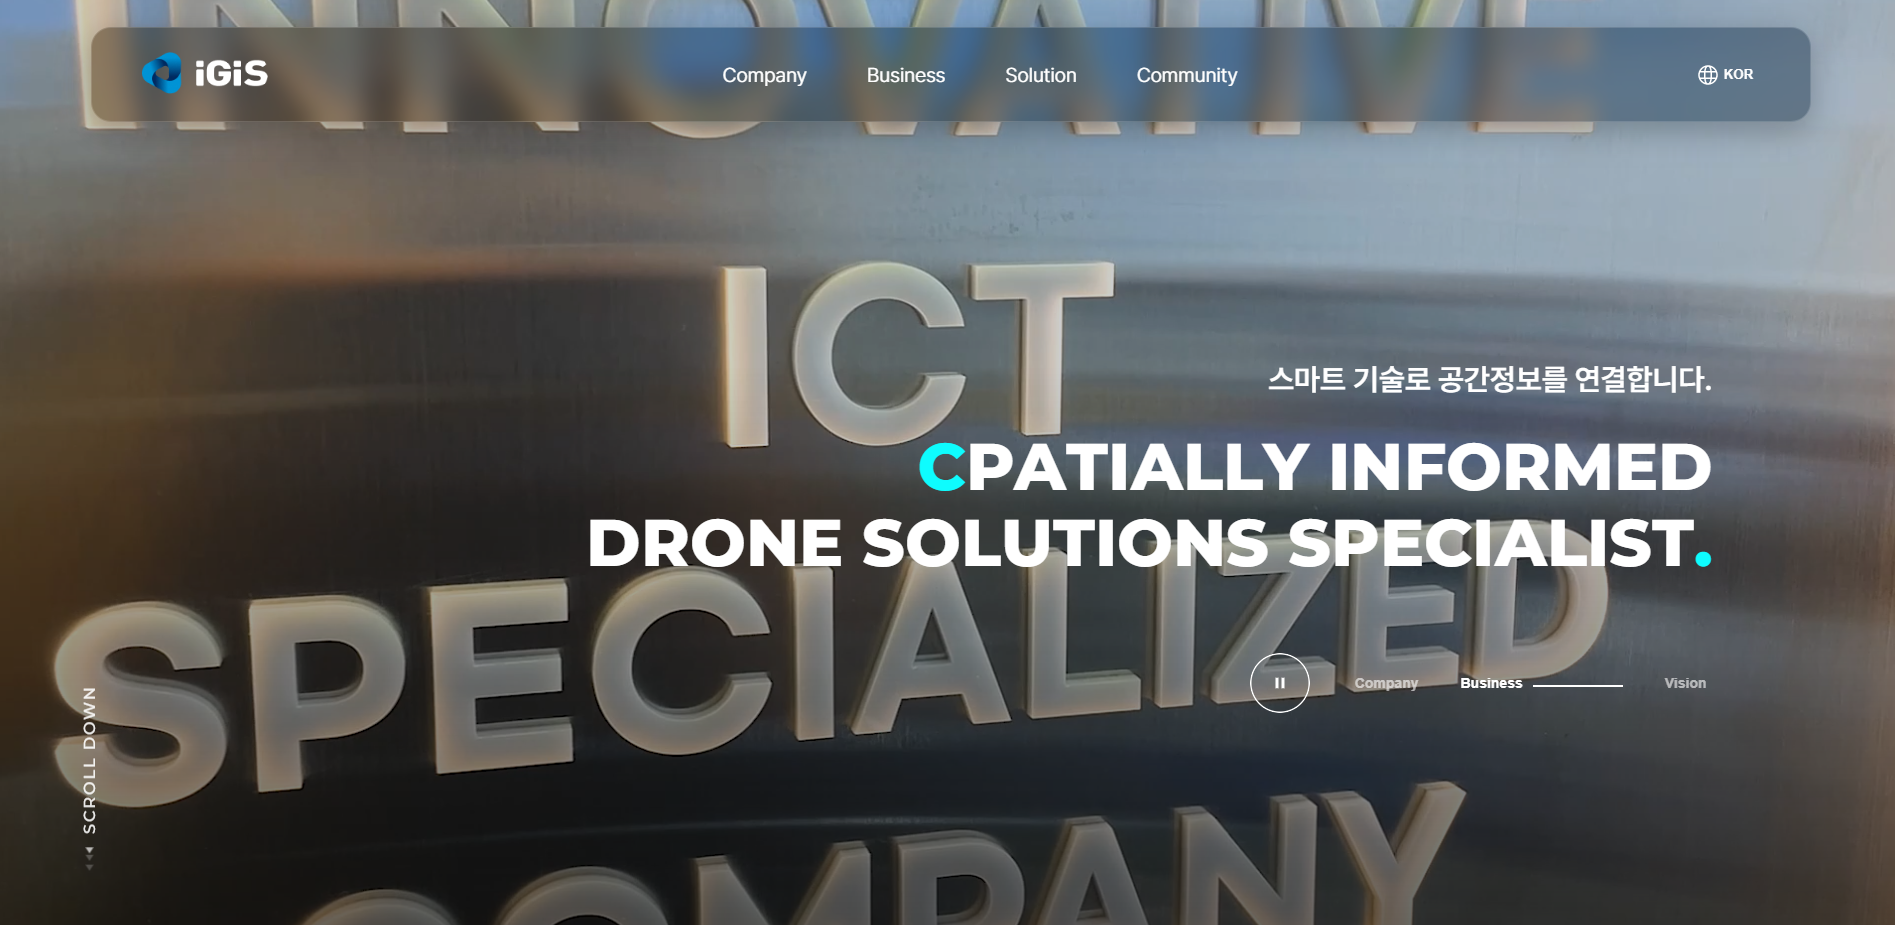 INNOVATIVE
iGiS
Company
Business
Solution
Community
KOR
ICT
스마트 기술로 공간정보를 연결합니다.
CPATIALLY INFORMED
DRONE SOLUTIONS SPECIALIST.
SPECIALIZED
Company
Business
Vision
SCROLL DOWN
COMPANY